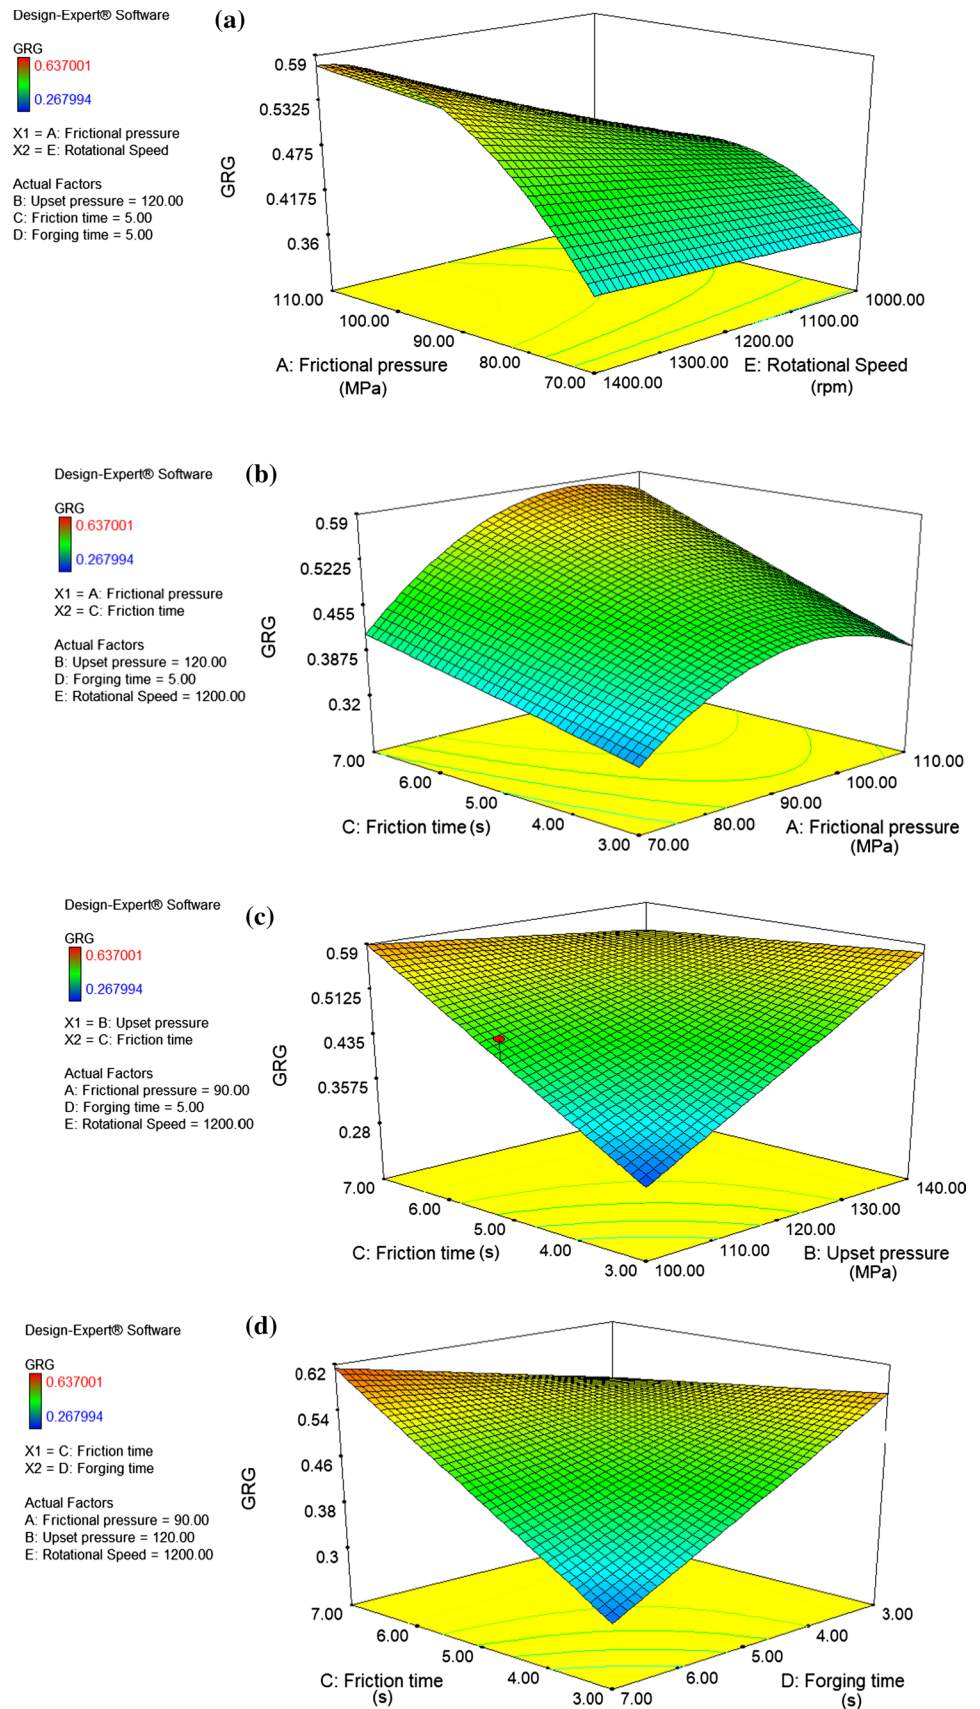 Design-Expert® Software
(a)
GRG
0.637001
0.267994
X1 = A: Frictional pressure
X2 = E: Rotational Speed
Actual Factors
B: Upset pressure = 120.00
C: Friction time = 5.00
D: Forging time = 5.00
0.59
0.5325
0.475
0.4175
0.36
GRG
110.00
100.00
90.00
80.00
70.00
A: Frictional pressure
(MPa)
1400.00
1300.00
1200.00
1100.00
1000.00
E: Rotational Speed
(rpm)
Design-Expert® Software
(b)
GRG
0.637001
0.267994
X1 = A: Frictional pressure
X2 = C: Friction time
Actual Factors
B: Upset pressure = 120.00
D: Forging time = 5.00
E: Rotational Speed = 1200.00
0.59
0.5225
0.455
0.3875
0.32
GRG
7.00
6.00
5.00
4.00
3.00
C: Friction time (s)
70.00
80.00
90.00
100.00
110.00
A: Frictional pressure
(MPa)
Design-Expert® Software
(c)
GRG
0.637001
0.267994
X1 = B: Upset pressure
X2 = C: Friction time
Actual Factors
A: Frictional pressure = 90.00
D: Forging time = 5.00
E: Rotational Speed = 1200.00
0.59
0.5125
0.435
0.3575
0.28
GRG
7.00
6.00
5.00
4.00
3.00
C: Friction time (s)
100.00
110.00
120.00
130.00
140.00
B: Upset pressure
(MPa)
Design-Expert® Software
(d)
GRG
0.637001
0.267994
X1 = C: Friction time
X2 = D: Forging time
Actual Factors
A: Frictional pressure = 90.00
B: Upset pressure = 120.00
E: Rotational Speed = 1200.00
0.62
0.54
0.46
0.38
0.3
GRG
7.00
6.00
5.00
4.00
3.00
C: Friction time
(s)
7.00
6.00
5.00
4.00
3.00
D: Forging time
(s)